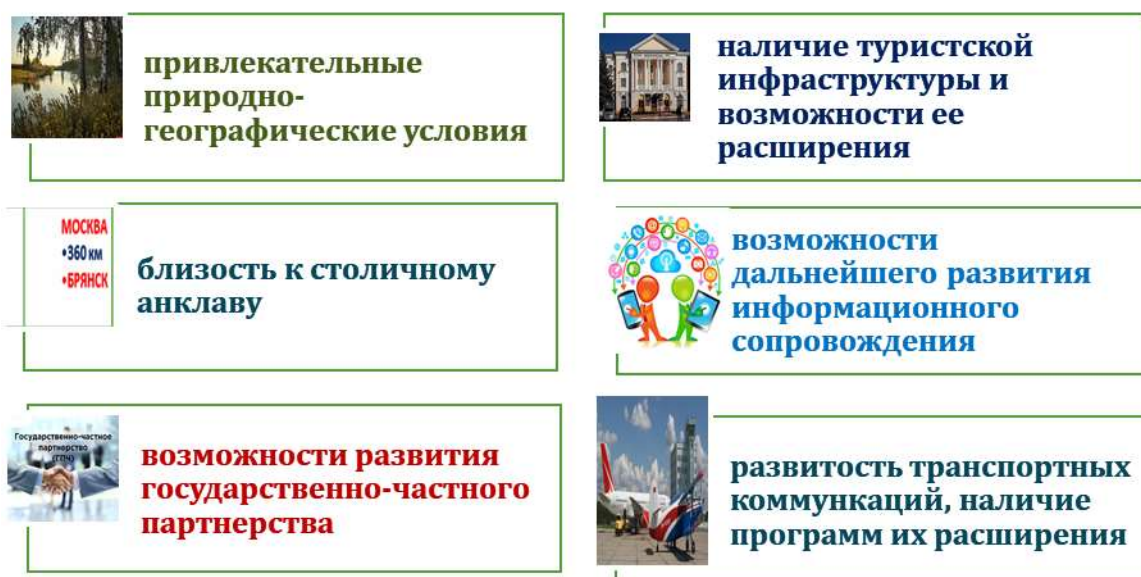 привлекательные
природно-
географические условия
наличие туристской
инфраструктуры и
возможности ее
расширения
МОСКВА
•360 км
•БРЯНСК
близость к столичному
анклаву
возможности
дальнейшего развития
информационного
сопровождения
Государственно-частное
партнерство
(ГПЧ)
возможности развития
государственно-частного
партнерства
развитость транспортных
коммункаций, наличие
программ их расширения